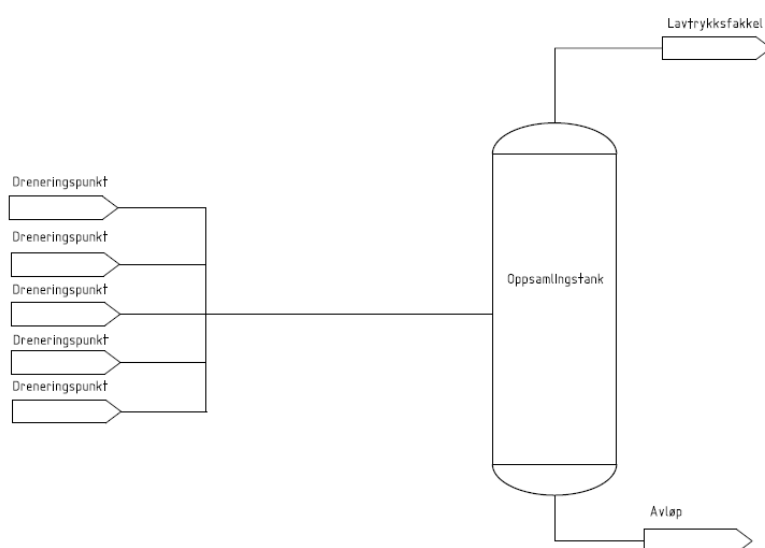 Lavtrykksfakkel
Dreneringspunkt
Dreneringspunkt
Oppsamlingstank
Dreneringspunkt
Dreneringspunkt
Dreneringspunkt
Avløp